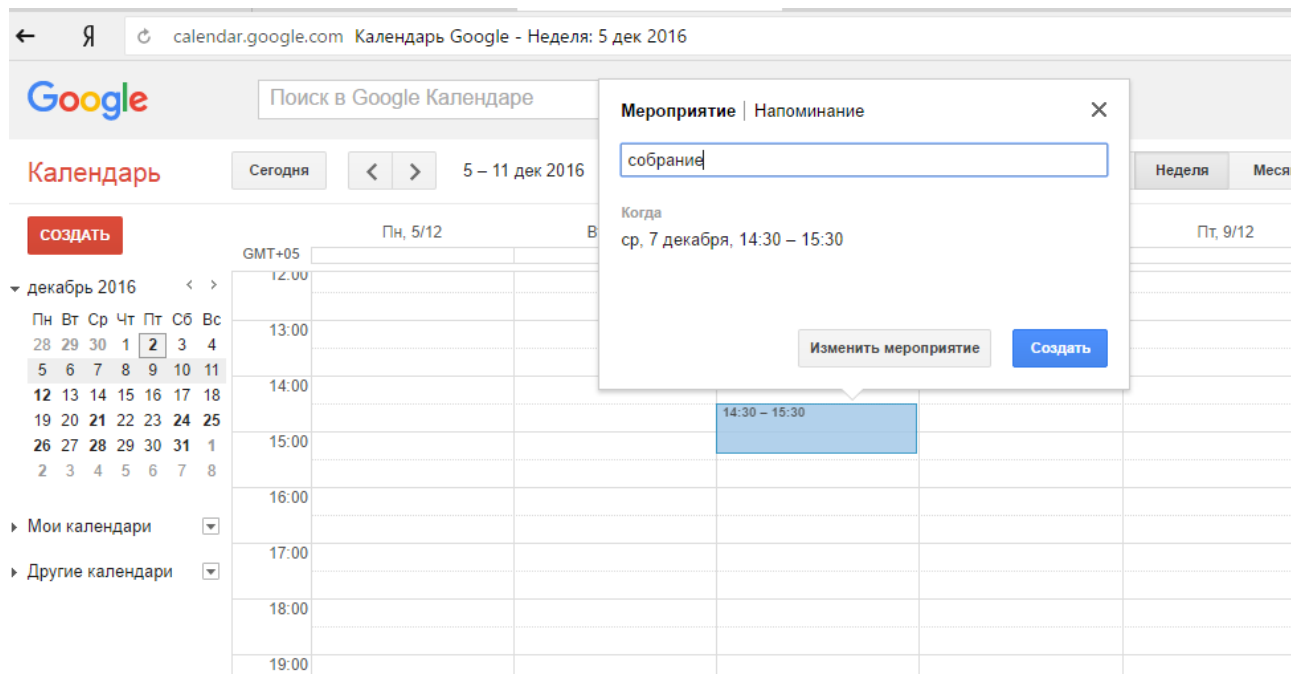 Я calendar.google.com Календарь Google - Неделя: 5 дек 2016
Google
Поиск в Google Календаре
Мероприятие | Напоминание
собрание
Когда
ср, 7 декабря, 14:30 – 15:30
Изменить мероприятие Создать
Календарь
Сегодня
5 – 11 дек 2016
Неделя
СОЗДАТЬ
Пн, 5/12
Пт, 9/12
GMT+05
декабрь 2016
Пн Вт Ср Чт Пт Сб Вс
28 29 30 1 2 3 4
5 6 7 8 9 10 11
12 13 14 15 16 17 18
19 20 21 22 23 24 25
26 27 28 29 30 31 1
2 3 4 5 6 7 8
Мои календари
Другие календари
12:00
13:00
14:00
14:30 – 15:30
15:00
16:00
17:00
18:00
19:00